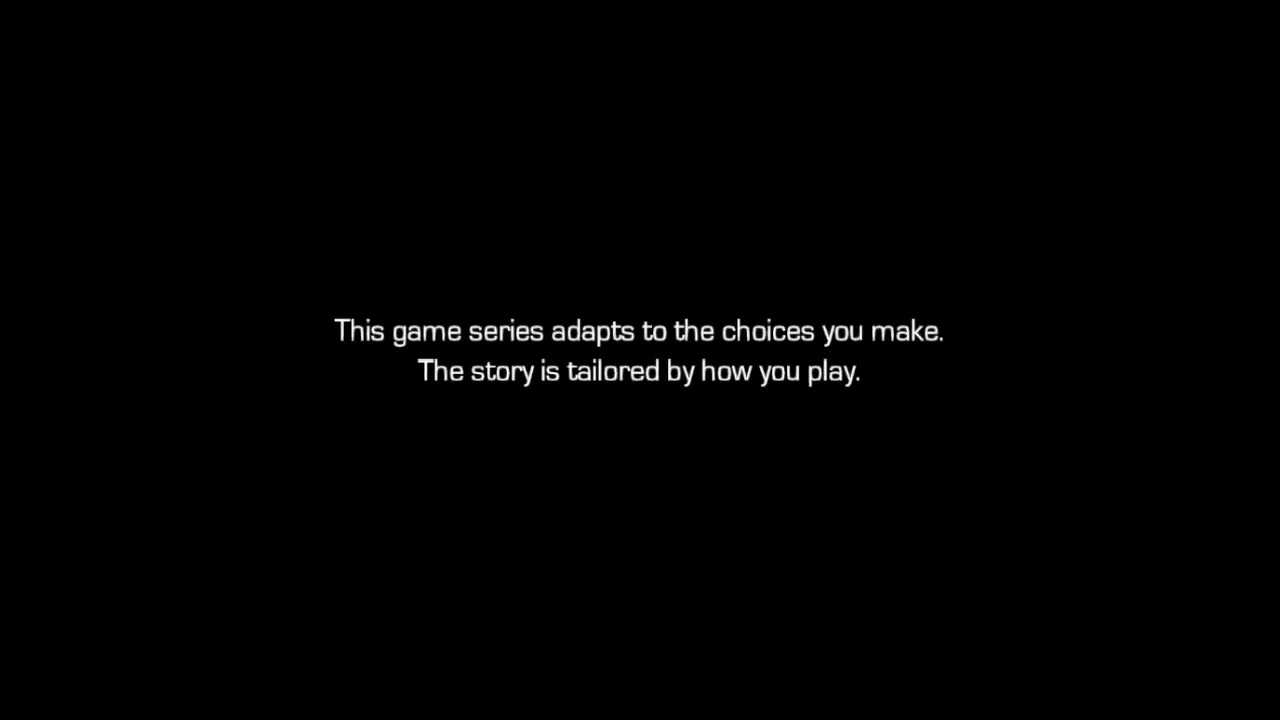 This game series adapts to the choices you make.
The story is tailored by how you play.